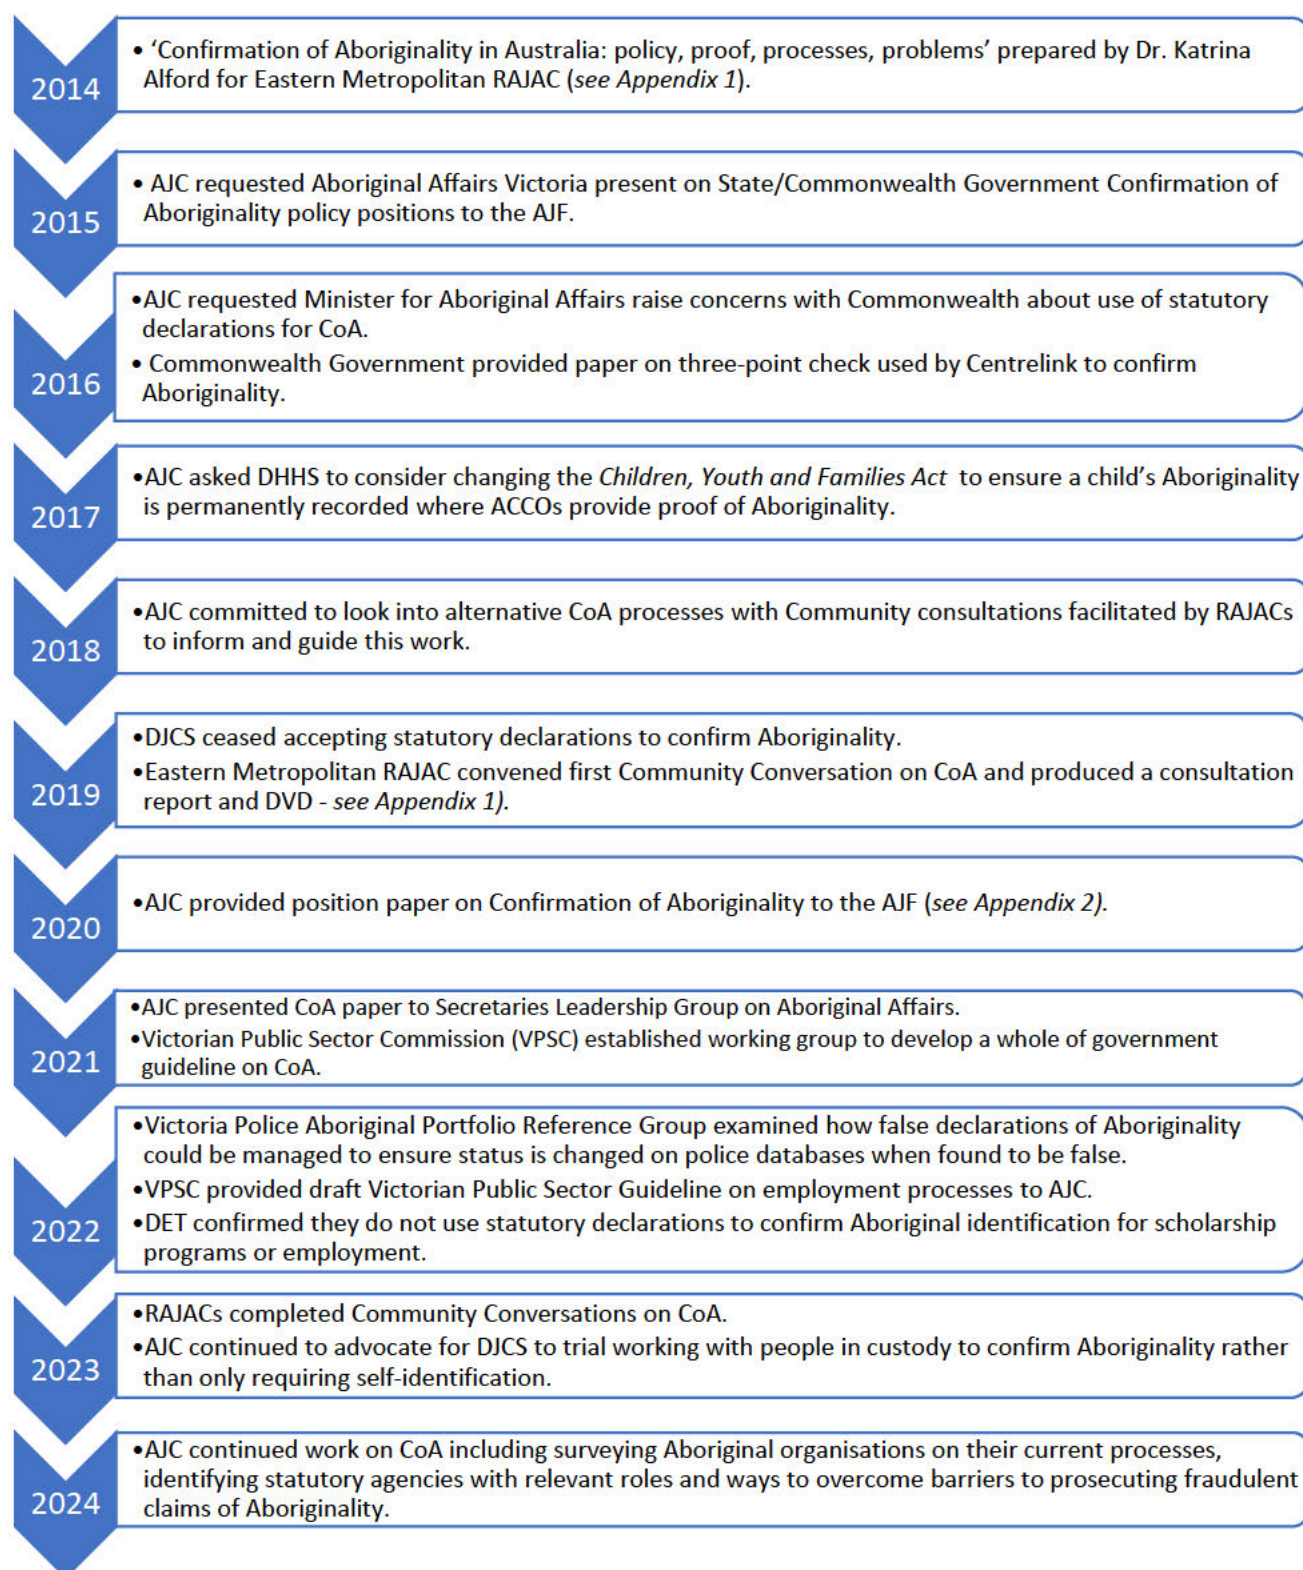 2014
• ‘Confirmation of Aboriginality in Australia: policy, proof, processes, problems’ prepared by Dr. Katrina
Alford for Eastern Metropolitan RAJAC (see Appendix 1).
2015
• AJC requested Aboriginal Affairs Victoria present on State/Commonwealth Government Confirmation of
Aboriginality policy positions to the AJF.
2016
•AJC requested Minister for Aboriginal Affairs raise concerns with Commonwealth about use of statutory
declarations for CoA.
• Commonwealth Government provided paper on three-point check used by Centrelink to confirm
Aboriginality.
2017
•AJC asked DHHS to consider changing the Children, Youth and Families Act to ensure a child’s Aboriginality
is permanently recorded where ACCOs provide proof of Aboriginality.
2018
•AJC committed to look into alternative CoA processes with Community consultations facilitated by RAJACs
to inform and guide this work.
2019
•DJCS ceased accepting statutory declarations to confirm Aboriginality.
•Eastern Metropolitan RAJAC convened first Community Conversation on CoA and produced a consultation
report and DVD - see Appendix 1).
2020
•AJC provided position paper on Confirmation of Aboriginality to the AJF (see Appendix 2).
2021
•AJC presented CoA paper to Secretaries Leadership Group on Aboriginal Affairs.
•Victorian Public Sector Commission (VPSC) established working group to develop a whole of government
guideline on CoA.
2022
•Victoria Police Aboriginal Portfolio Reference Group examined how false declarations of Aboriginality
could be managed to ensure status is changed on police databases when found to be false.
•VPSC provided draft Victorian Public Sector Guideline on employment processes to AJC.
•DET confirmed they do not use statutory declarations to confirm Aboriginal identification for scholarship
programs or employment.
2023
•RAJACs completed Community Conversations on CoA.
•AJC continued to advocate for DJCS to trial working with people in custody to confirm Aboriginality rather
than only requiring self-identification.
2024
•AJC continued work on CoA including surveying Aboriginal organisations on their current processes,
identifying statutory agencies with relevant roles and ways to overcome barriers to prosecuting fraudulent
claims of Aboriginality.